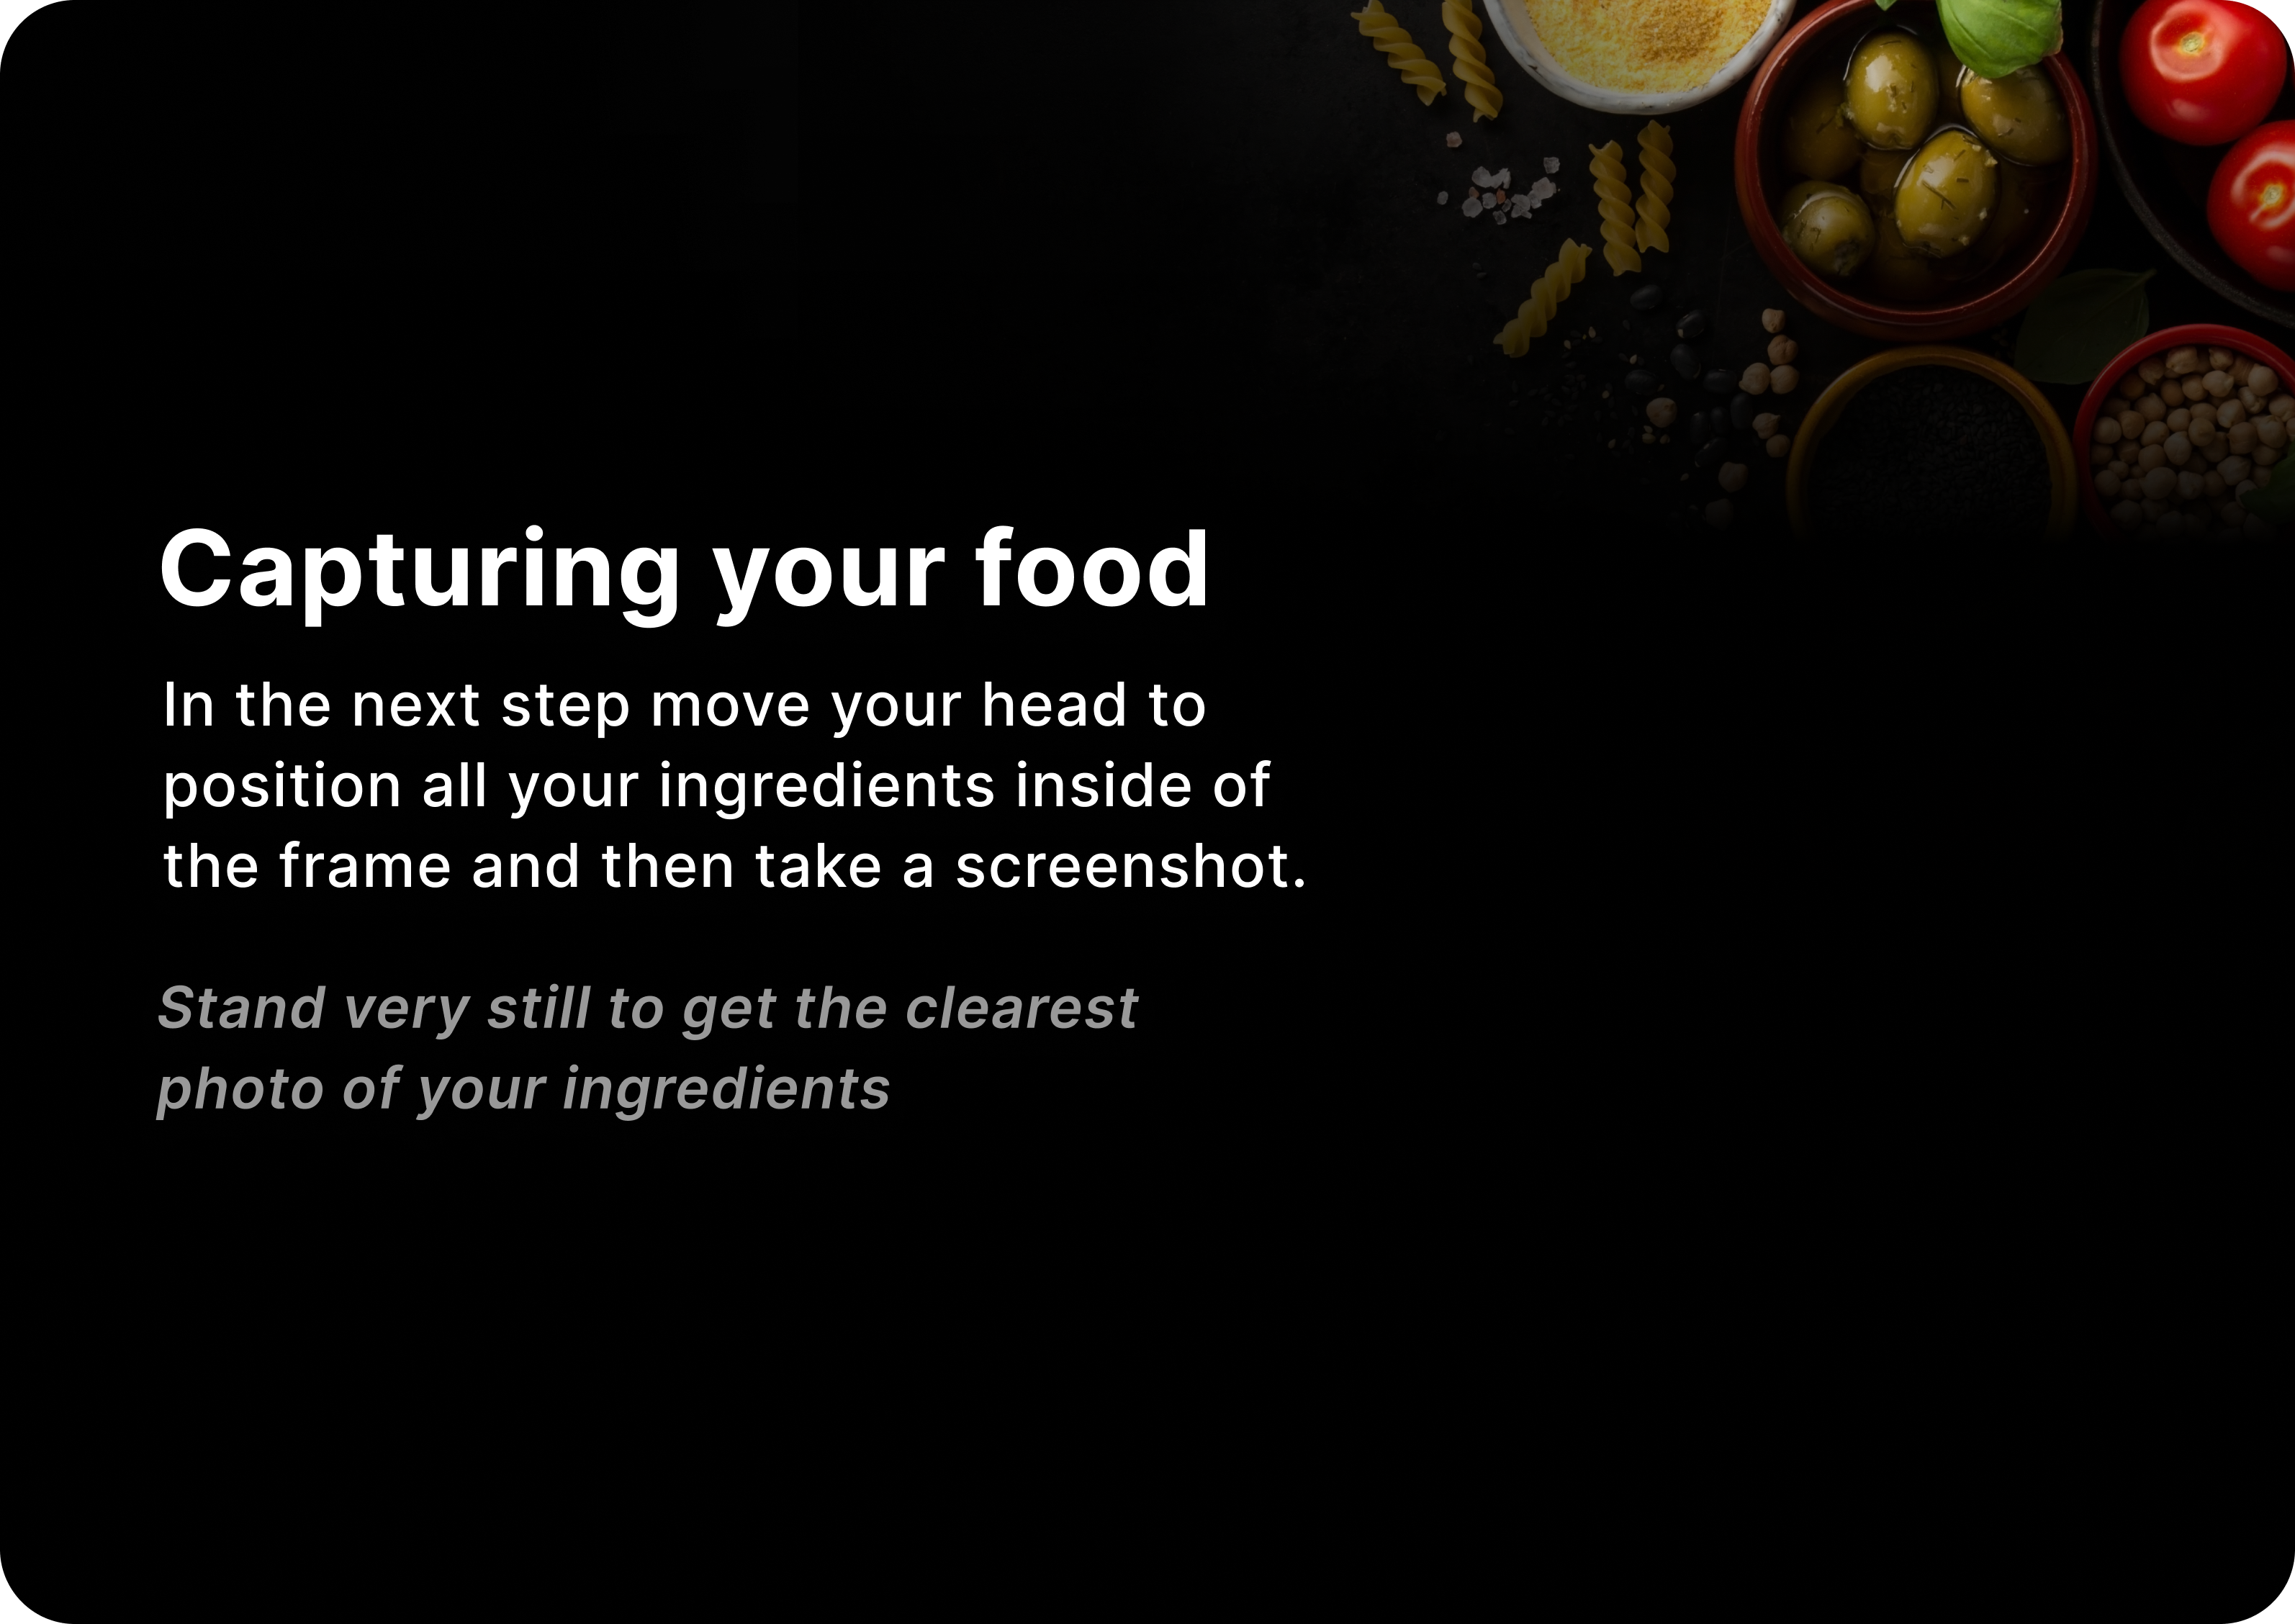 Capturing your food
In the next step move your head to
position all your ingredients inside of
the frame and then take a screenshot.
Stand very still to get the clearest
photo of your ingredients